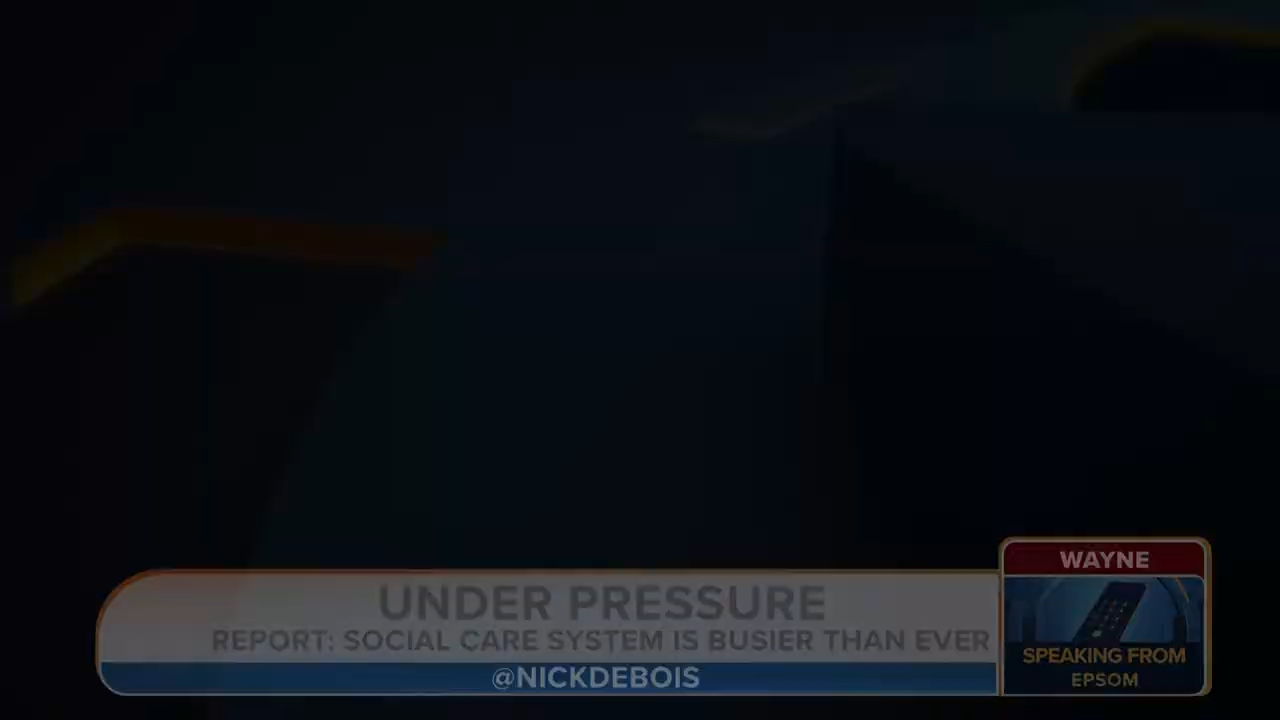 UNDER PRESSURE
REPORT: SOCIAL CARE SYSTEM IS BUSIER THAN EVER
@NICKDEBOIS
WAYNE
SPEAKING FROM
EPSOM